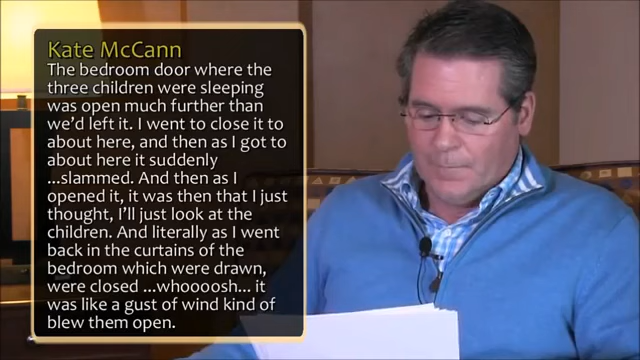 Kate McCann
The bedroom door where the
three children were sleeping
was open much further than
we'd left it. I went to close it to
about here, and then as I got to
about here it suddenly
...slammed. And then as I
opened it, it was then that I just
thought, I'll just look at the
children. And literally as I went
back in the curtains of the
bedroom which were drawn,
were closed ...whoooosh... it
was like a gust of wind kind of
blew them open.